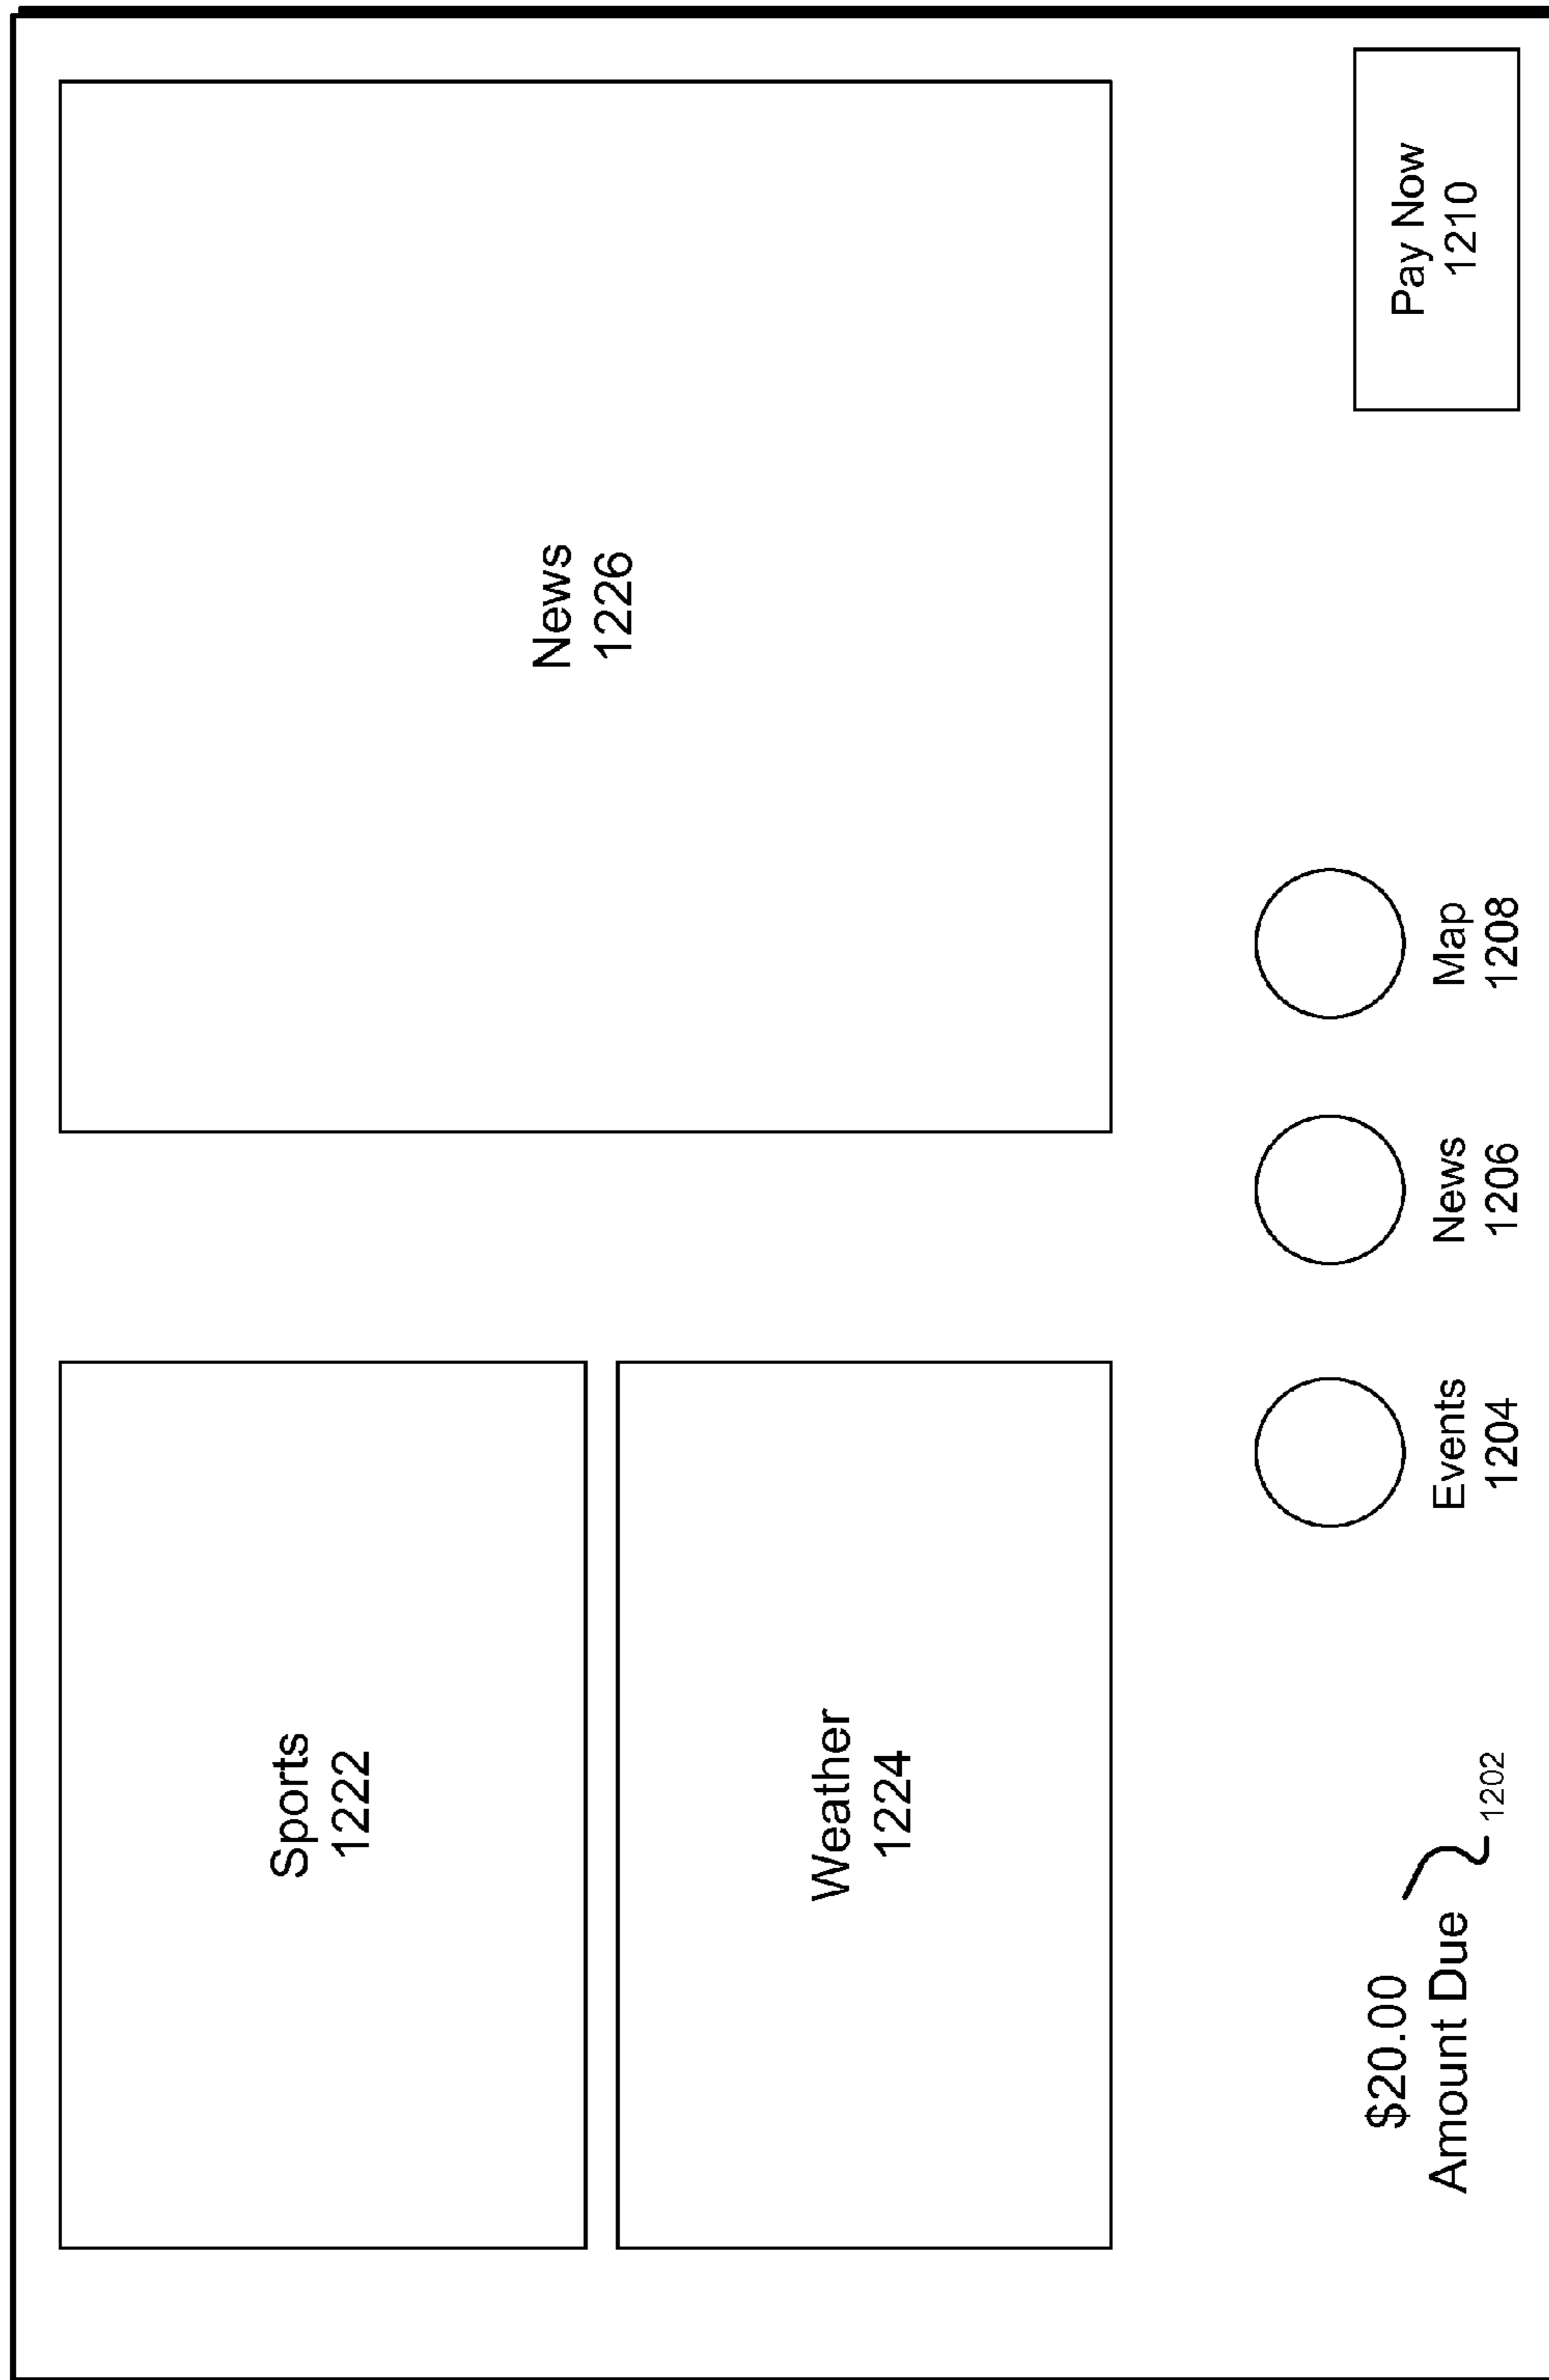 Sports
1222
Weather
1224
News
1226
$20.00
Amount Due
1202
Events
1204
News
1206
Map
1208
Pay Now
1210